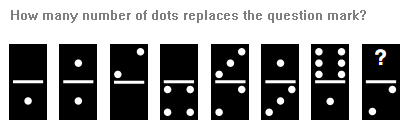 How many number of dots replaces the question mark?
?